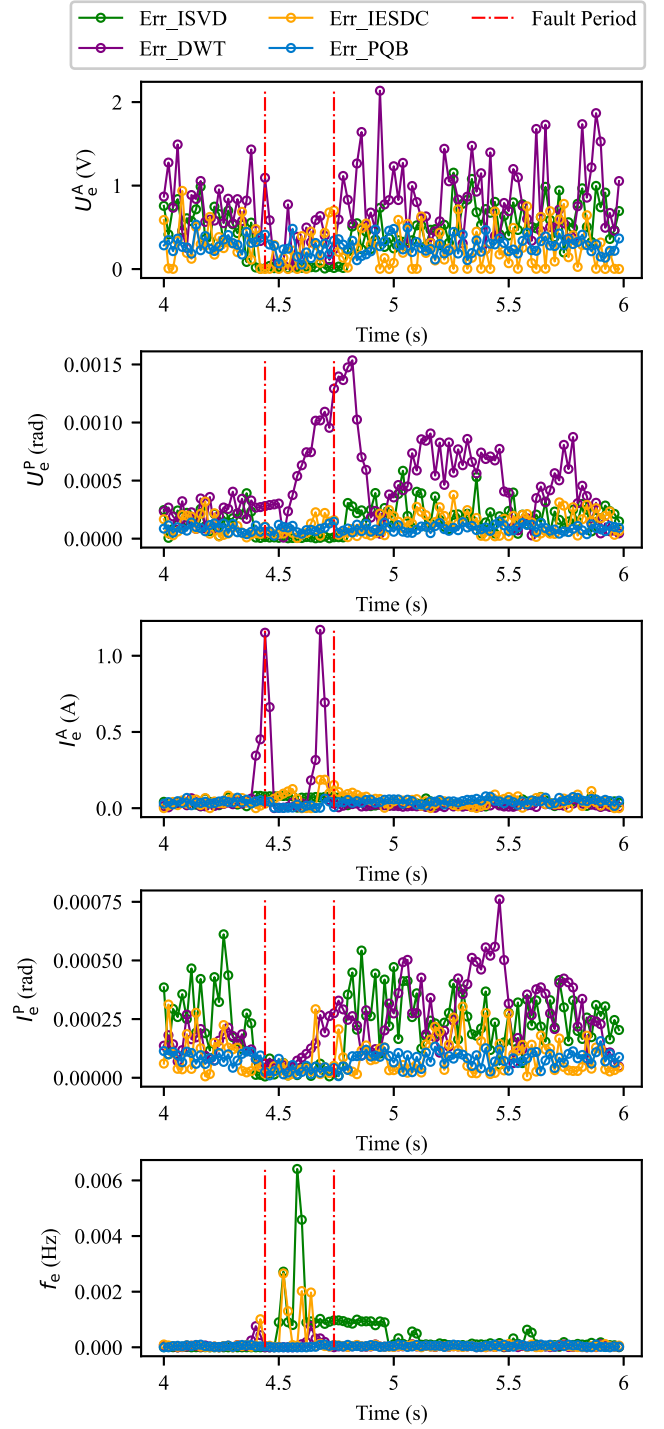 Err_ISVD Err_IESDC Fault Period
Err_DWT Err_PQB
2
1
0
U_e^A (V)
4 4.5 5 5.5 6
Time (s)
0.0015
0.0010
0.0005
0.0000
U_e^P (rad)
4 4.5 5 5.5 6
Time (s)
1.0
0.5
0.0
I_e^A (A)
4 4.5 5 5.5 6
Time (s)
0.00075
0.00050
0.00025
0.00000
I_e^P (rad)
4 4.5 5 5.5 6
Time (s)
0.006
0.004
0.002
0.000
f_e (Hz)
4 4.5 5 5.5 6
Time (s)